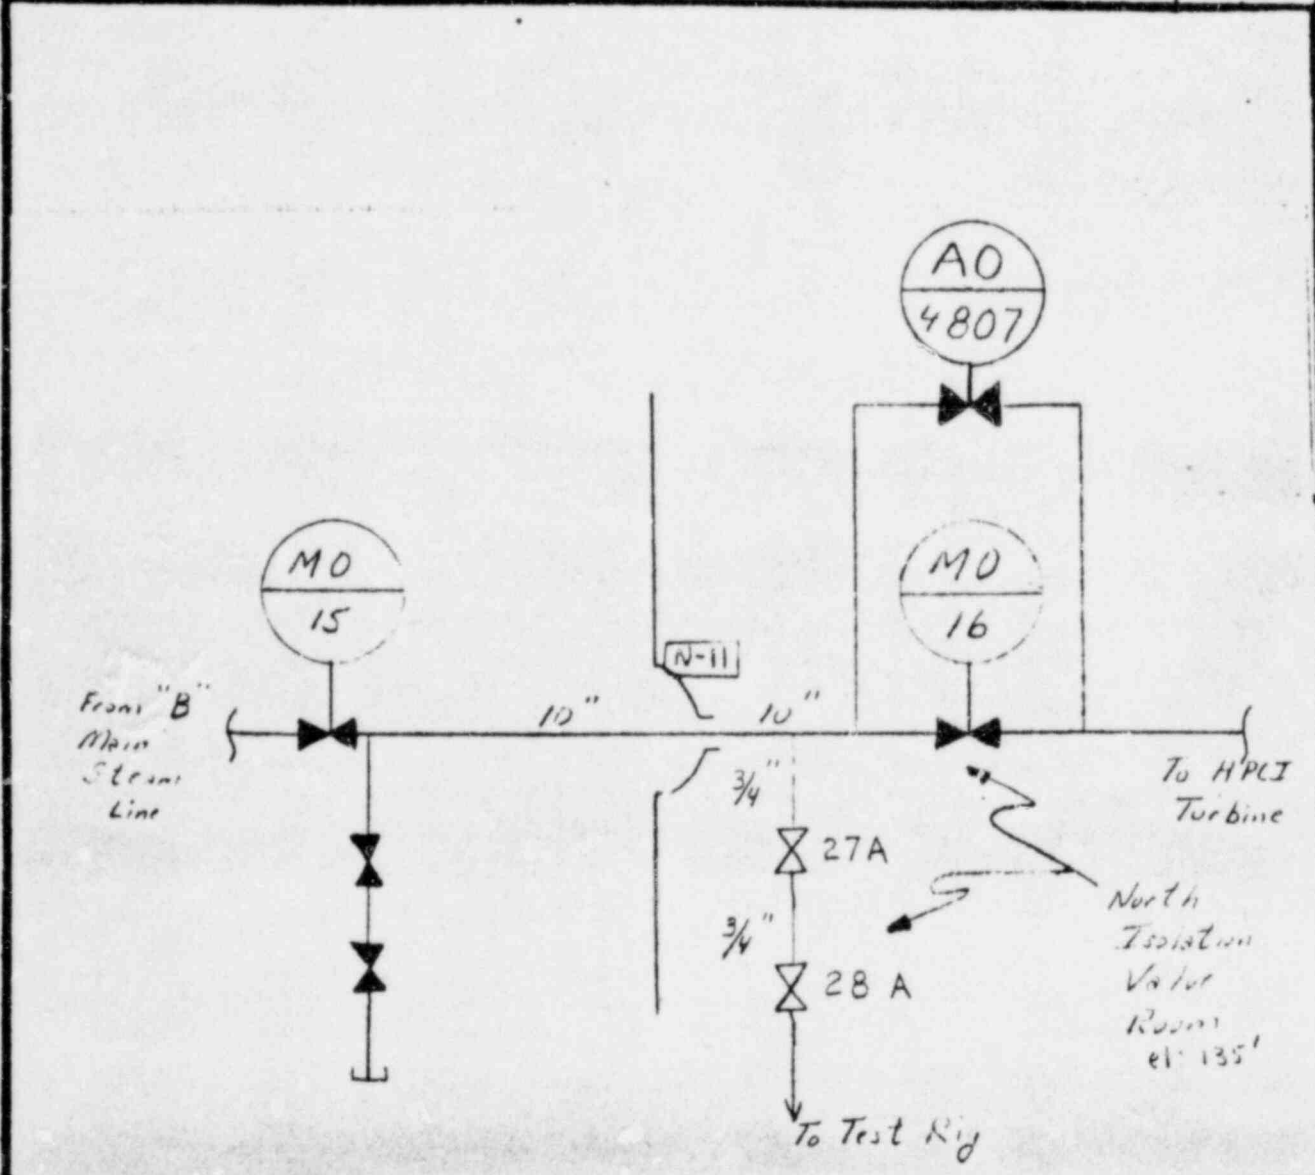 AO
4807
MO
15
MO
16
N-11
From "B"
Main
Steam
Line
10"
10"
To HPCI
Turbine
3/4"
27A
3/4"
28 A
North
Isolation
Valve
Room
el: 135'
To Test Rig